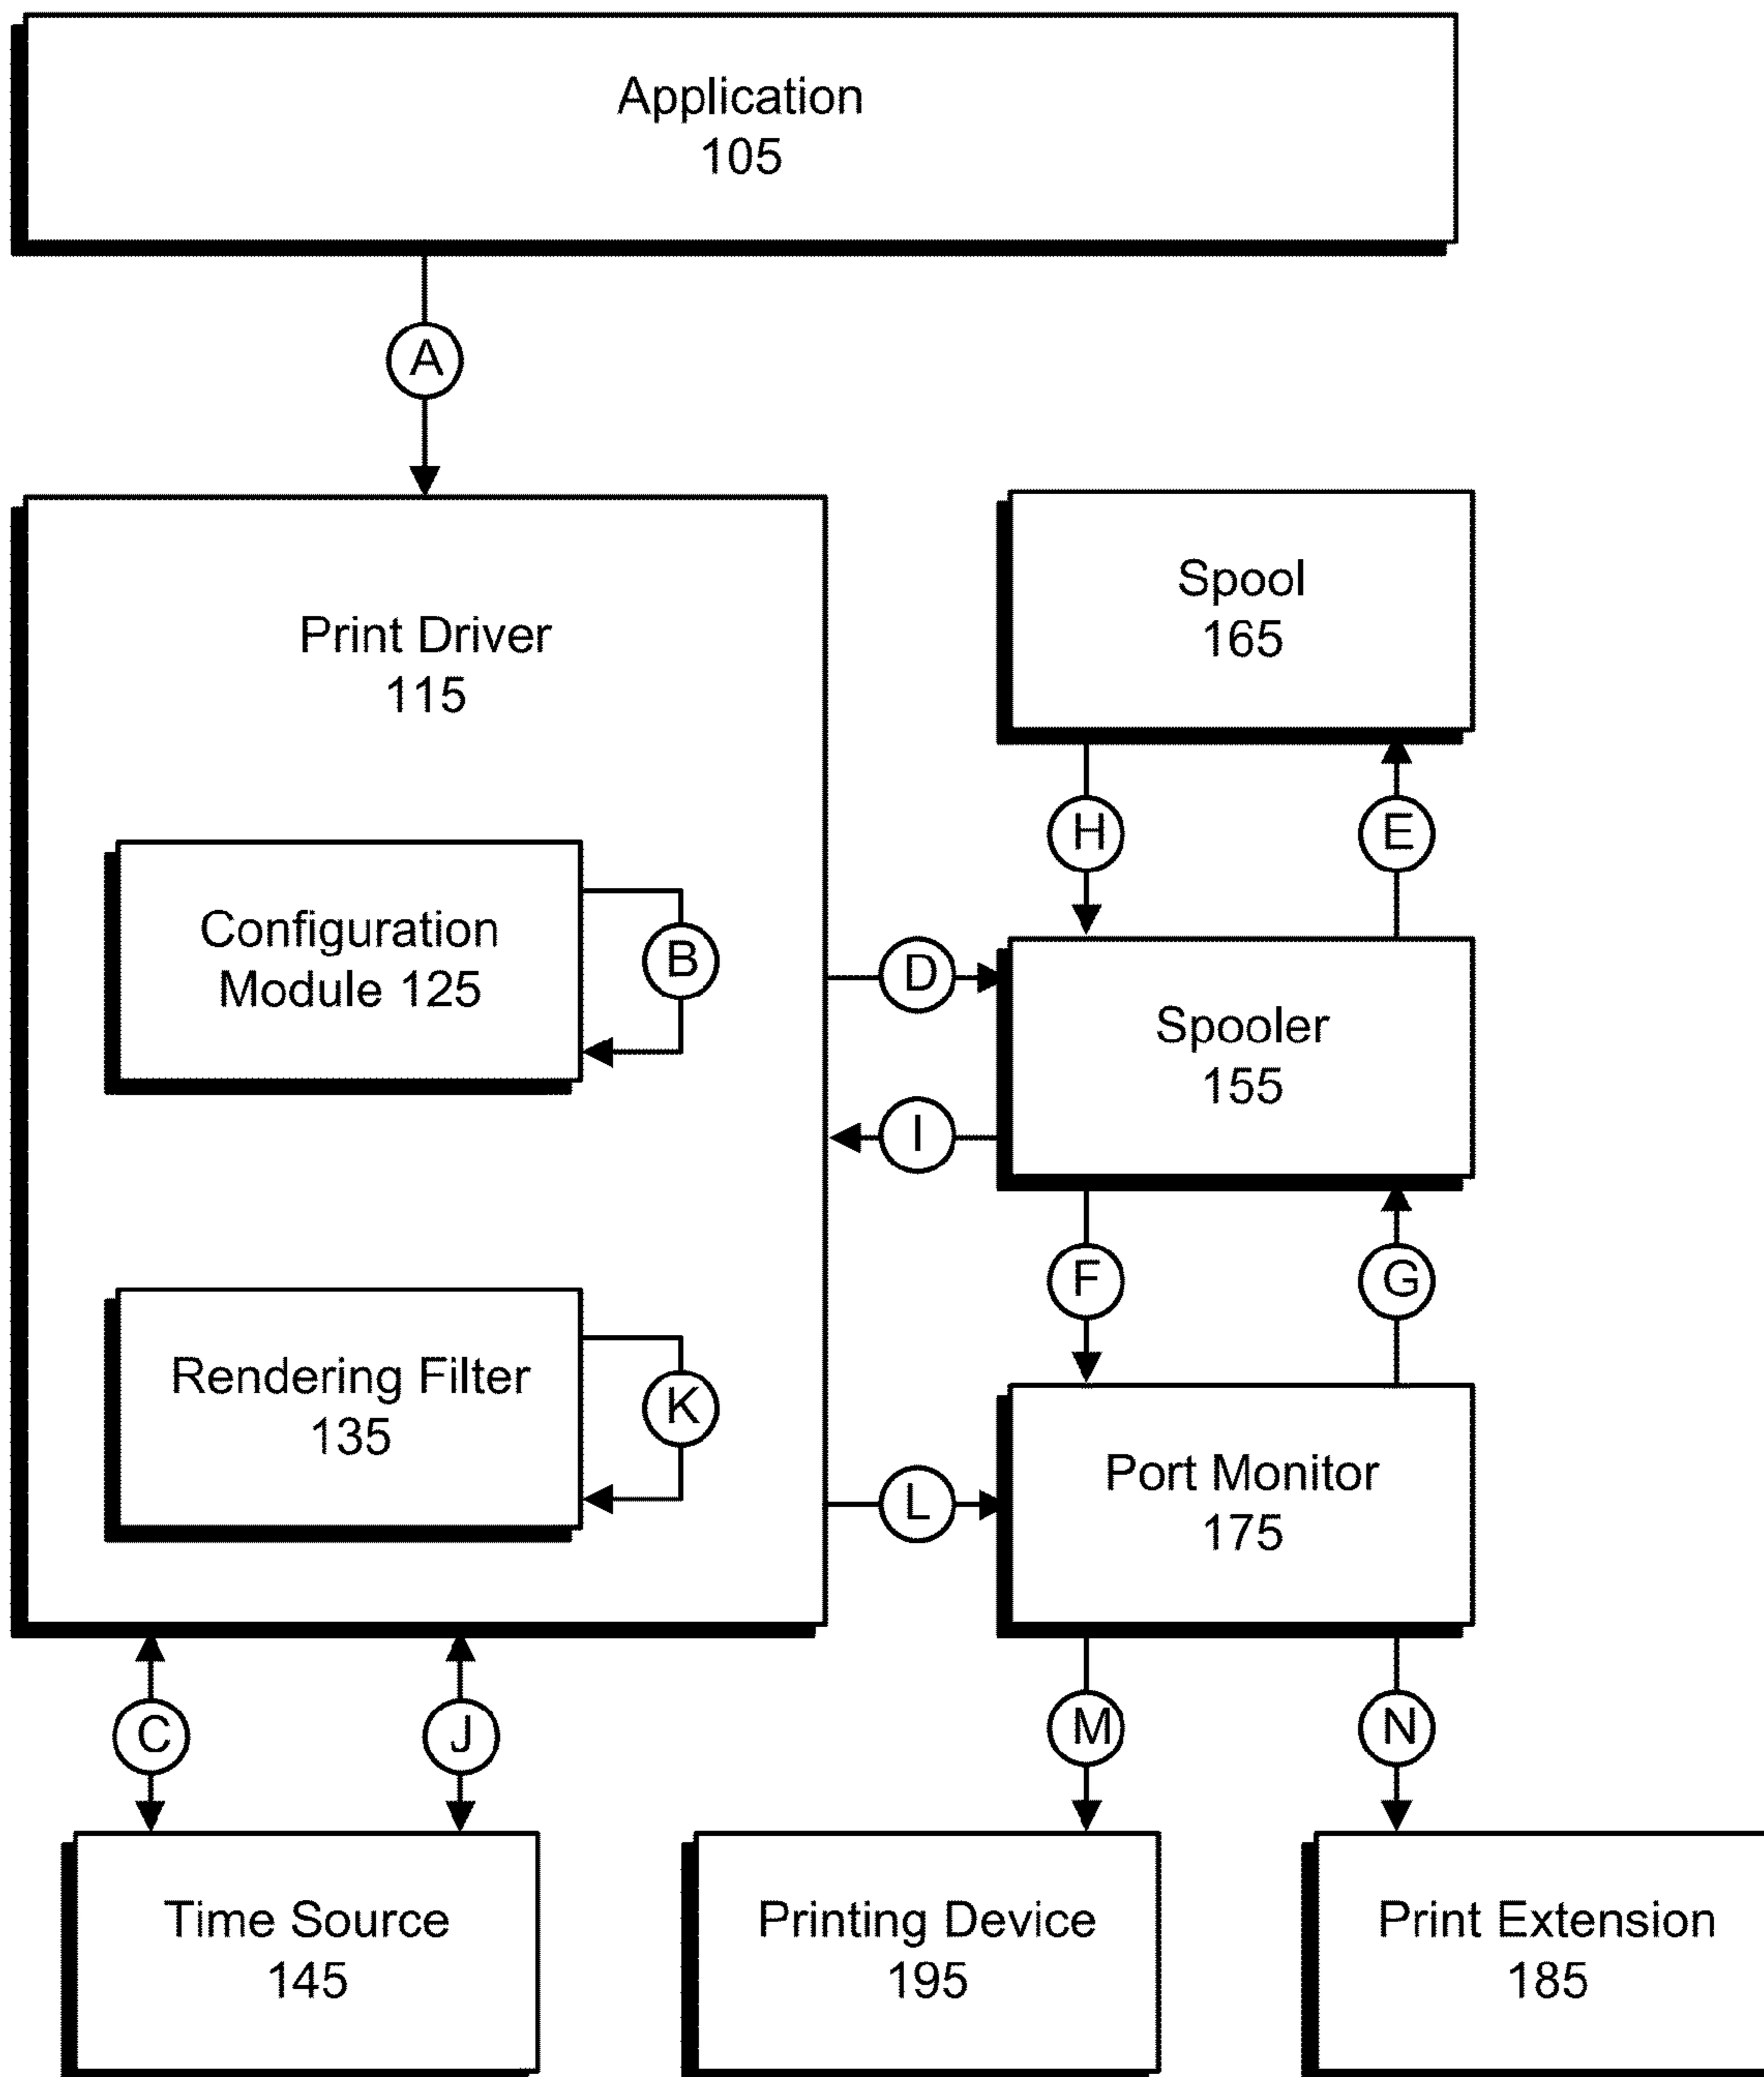 Application
105
A
Print Driver
115
Spool
165
H
E
Configuration
Module 125
B
D
Spooler
155
I
F
G
Rendering Filter
135
K
L
Port Monitor
175
C
J
M
N
Time Source
145
Printing Device
195
Print Extension
185